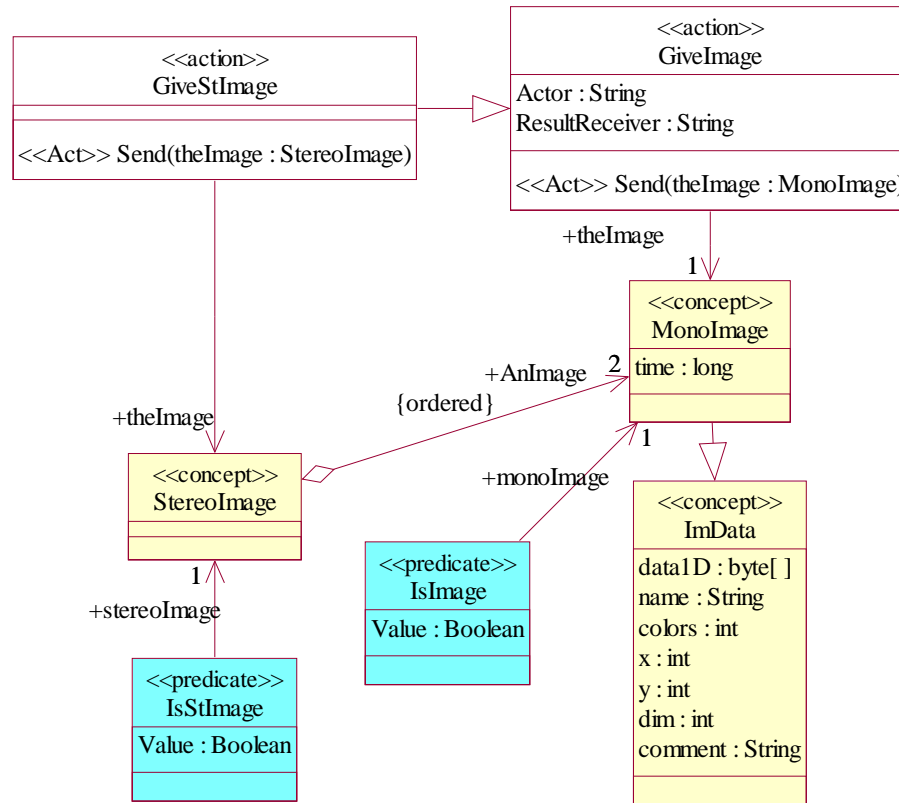 <<action>>
GiveStImage
<<Act>> Send(theImage : StereoImage)
<<action>>
GiveImage
Actor : String
ResultReceiver : String
<<Act>> Send(theImage : MonoImage)
+theImage
1
<<concept>>
MonoImage
time : long
+AnImage
2
{ordered}
+theImage
<<concept>>
StereoImage
1
+monoImage
1
+stereoImage
<<predicate>>
IsImage
Value : Boolean
<<concept>>
ImData
data1D : byte[ ]
name : String
colors : int
x : int
y : int
dim : int
comment : String
<<predicate>>
IsStImage
Value : Boolean